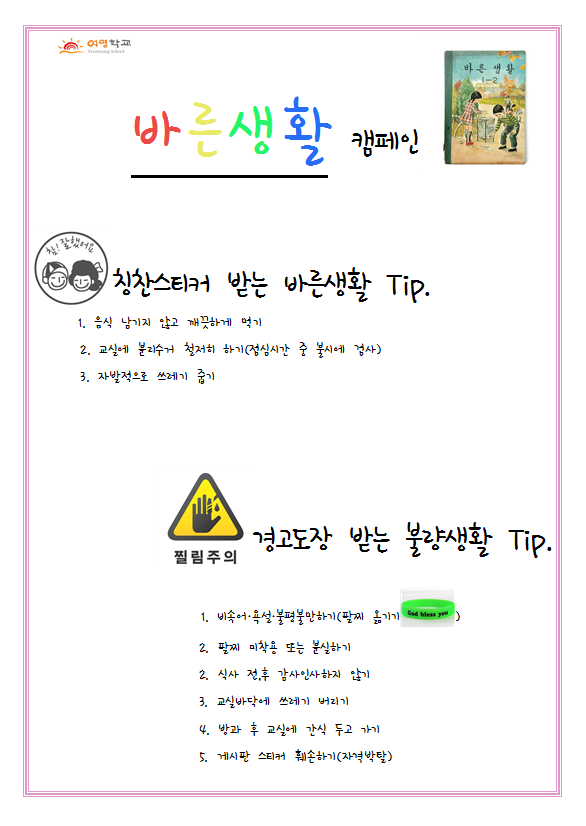 여명학교
Yeomyung School
바른생활
1-2
바른생활 캠페인
참! 잘했어요
칭찬스티커 받는 바른생활 Tip.
1. 음식 남기지 않고 깨끗하게 먹기
2. 교실에 분리수거 철저히 하기(점심시간 중 불시에 검사)
3. 자발적으로 쓰레기 줍기
찔림주의
경고도장 받는 불량생활 Tip.
1. 비속어·욕설·불평불만하기(팔찌 옮기기 God bless you )
2. 팔찌 미착용 또는 분실하기
2. 식사 전,후 감사인사하지 않기
3. 교실바닥에 쓰레기 버리기
4. 방과 후 교실에 간식 두고 가기
5. 게시판 스티커 훼손하기(자격박탈)